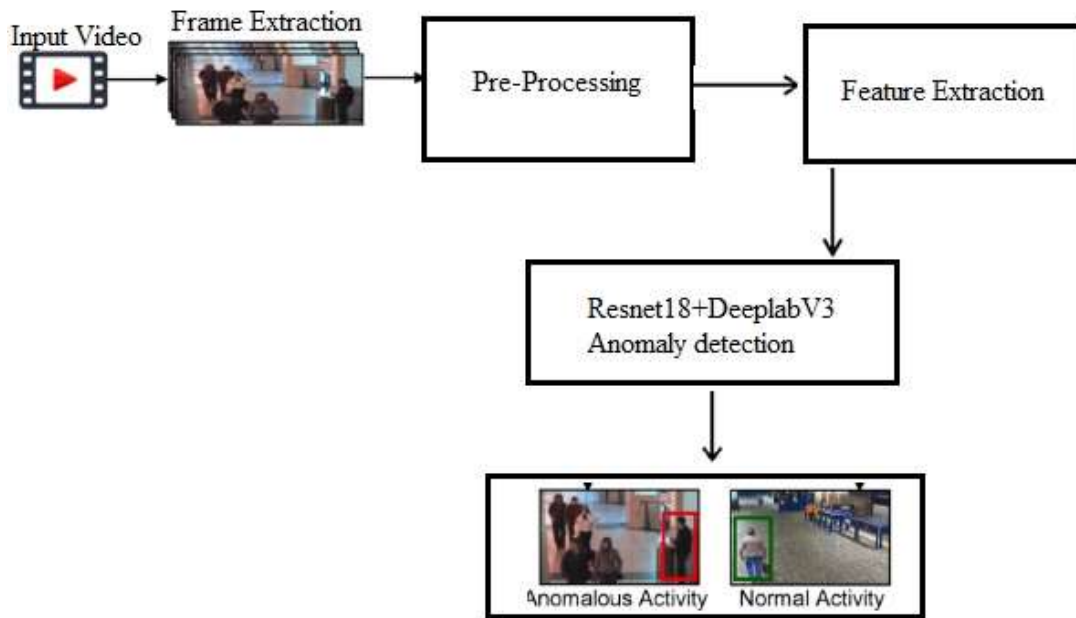 Input Video
Frame Extraction
Pre-Processing
Feature Extraction
Resnet18+DeeplabV3
Anomaly detection
Anomalous Activity
Normal Activity